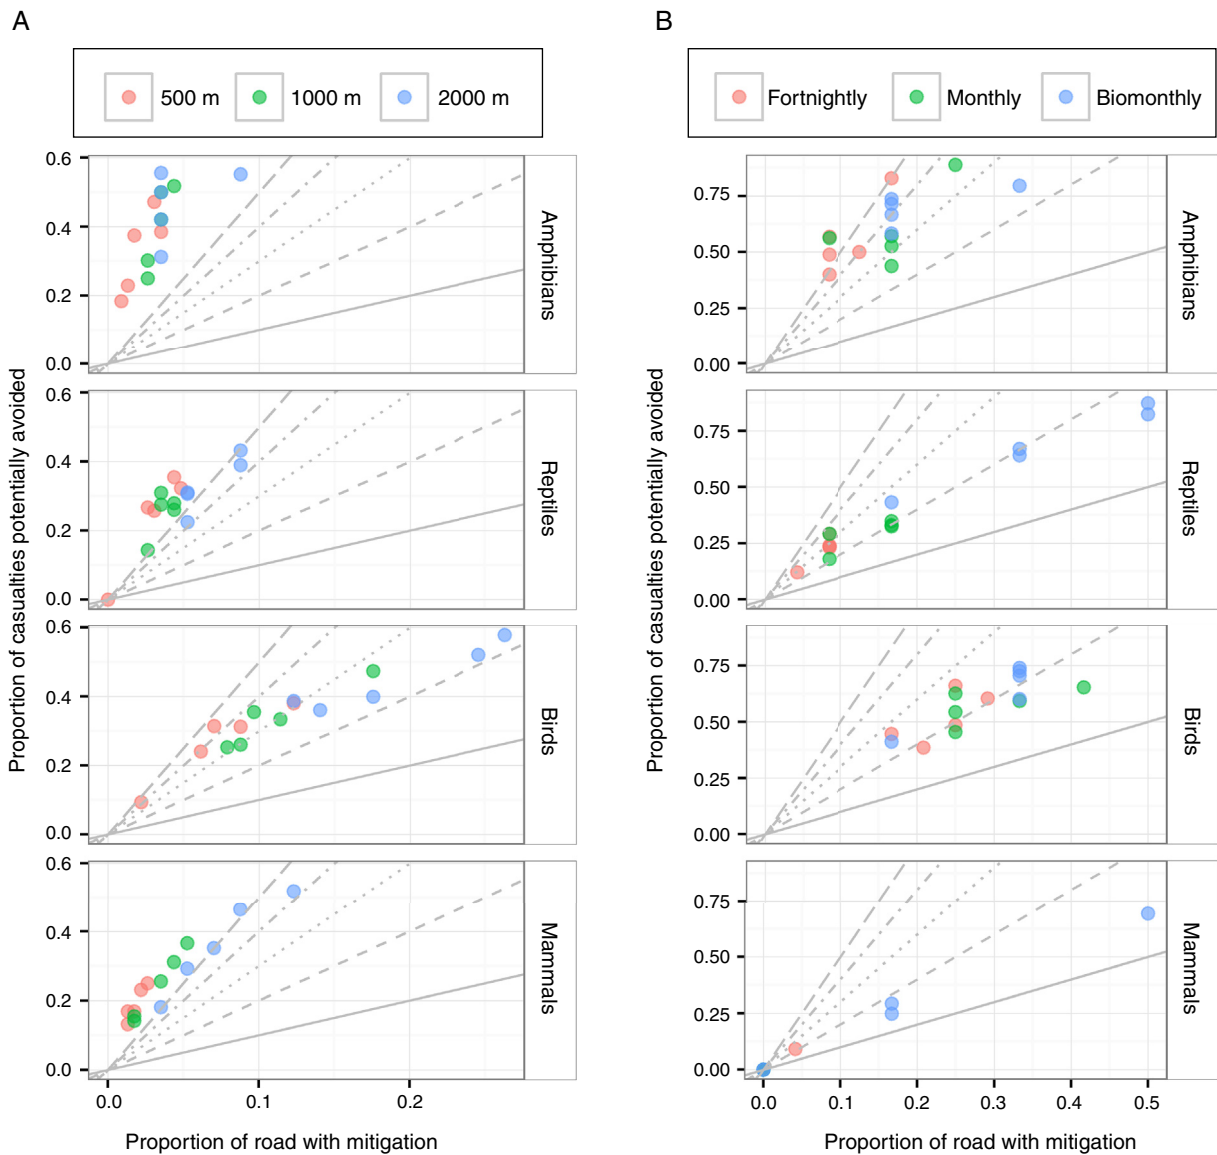 A
500 m
1000 m
2000 m
Proportion of casualties potentially avoided
0.6
0.4
0.2
0.0
Amphibians
0.6
0.4
0.2
0.0
Reptiles
0.6
0.4
0.2
0.0
Birds
0.6
0.4
0.2
0.0
Mammals
0.0
0.1
0.2
Proportion of road with mitigation
B
Fortnightly
Monthly
Biomonthly
Proportion of casualties potentially avoided
0.75
0.50
0.25
0.00
Amphibians
0.75
0.50
0.25
0.00
Reptiles
0.75
0.50
0.25
0.00
Birds
0.75
0.50
0.25
0.00
Mammals
0.0
0.1
0.2
0.3
0.4
0.5
Proportion of road with mitigation